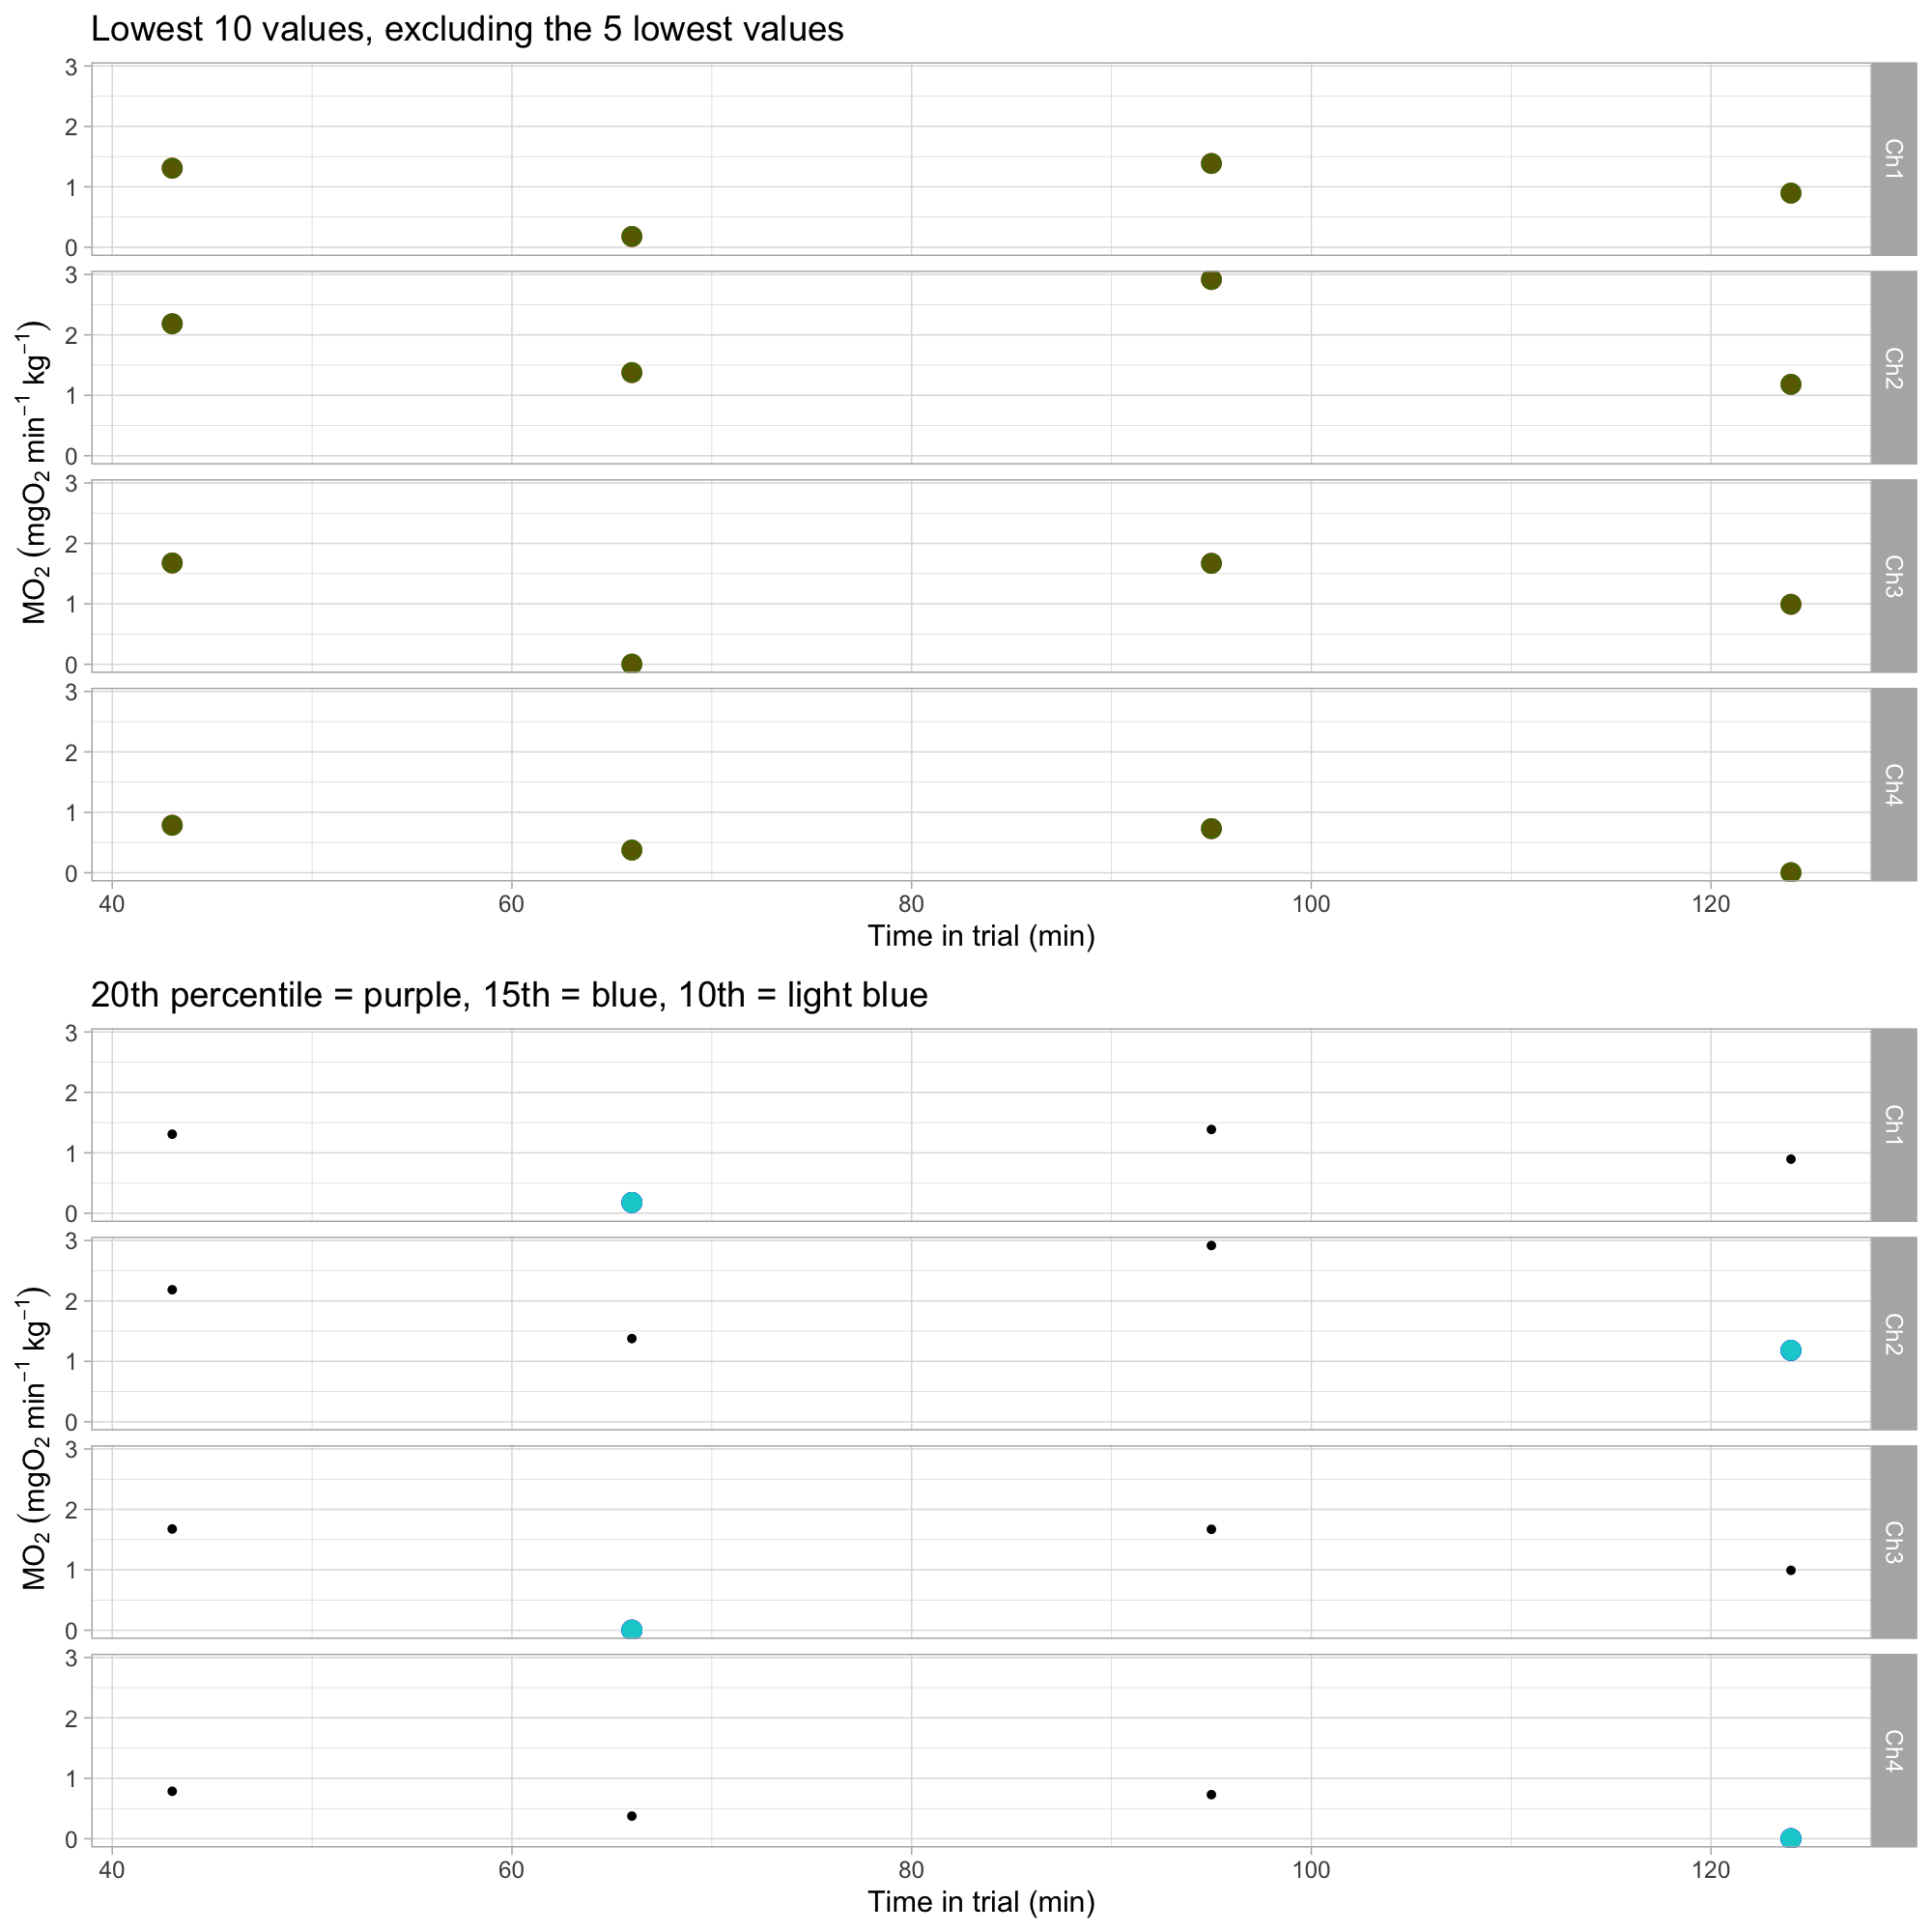 Lowest 10 values, excluding the 5 lowest values
MO₂ (mgO₂ min⁻¹ kg⁻¹)
3
2
1
0
Ch1
3
2
1
0
Ch2
3
2
1
0
Ch3
3
2
1
0
Ch4
40 60 80 100 120
Time in trial (min)
20th percentile = purple, 15th = blue, 10th = light blue
MO₂ (mgO₂ min⁻¹ kg⁻¹)
3
2
1
0
Ch1
3
2
1
0
Ch2
3
2
1
0
Ch3
3
2
1
0
Ch4
40 60 80 100 120
Time in trial (min)